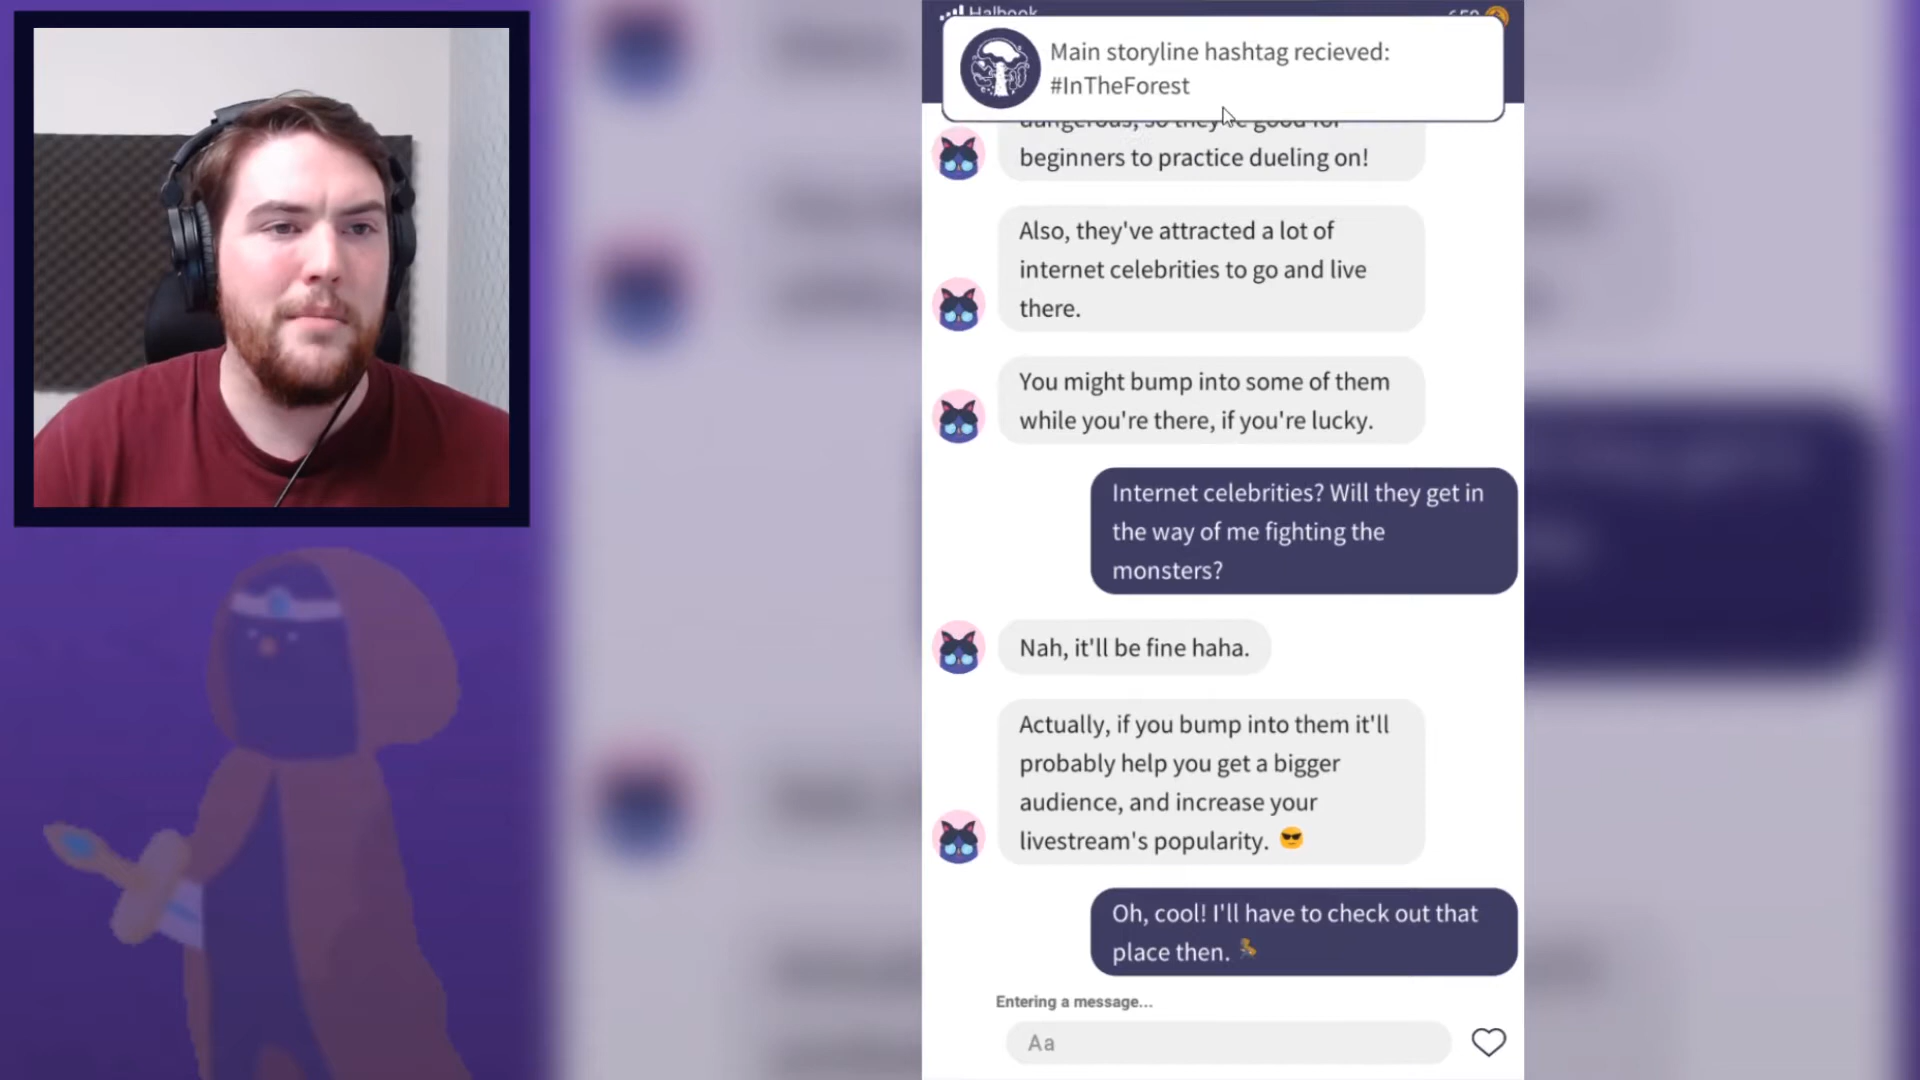 Main storyline hashtag recieved:
#InTheForest
beginners to practice dueling on!
Also, they've attracted a lot of
internet celebrities to go and live
there.
You might bump into some of them
while you're there, if you're lucky.
Internet celebrities? Will they get in
the way of me fighting the
monsters?
Nah, it'll be fine haha.
Actually, if you bump into them it'll
probably help you get a bigger
audience, and increase your
livestream's popularity. 😎
Oh, cool! I'll have to check out that
place then.
Entering a message...
Aa